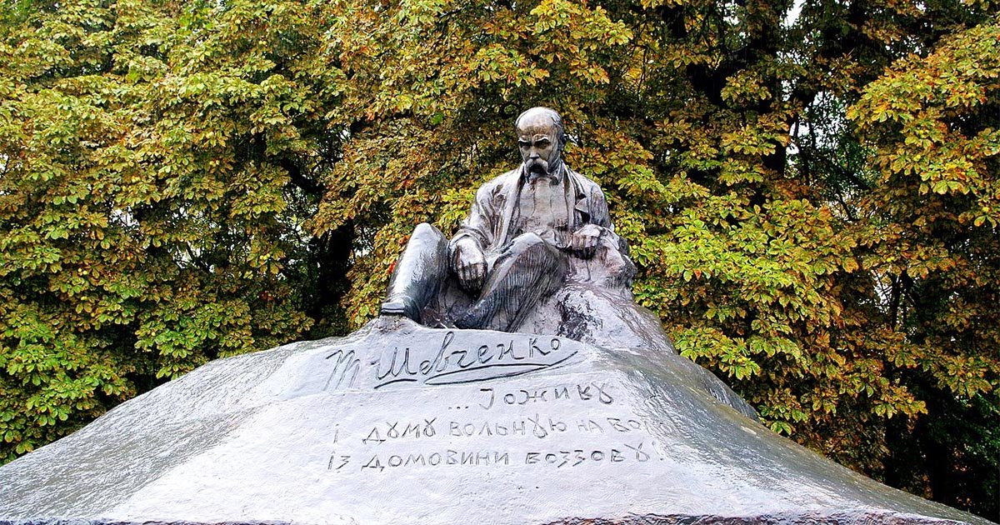 Т. Шевченко
... І ОЖИВУ
І ДУМУ ВОЛЬНУЮ НА
ІЗ ДОМОВИНИ ВОЗЗОВУ!